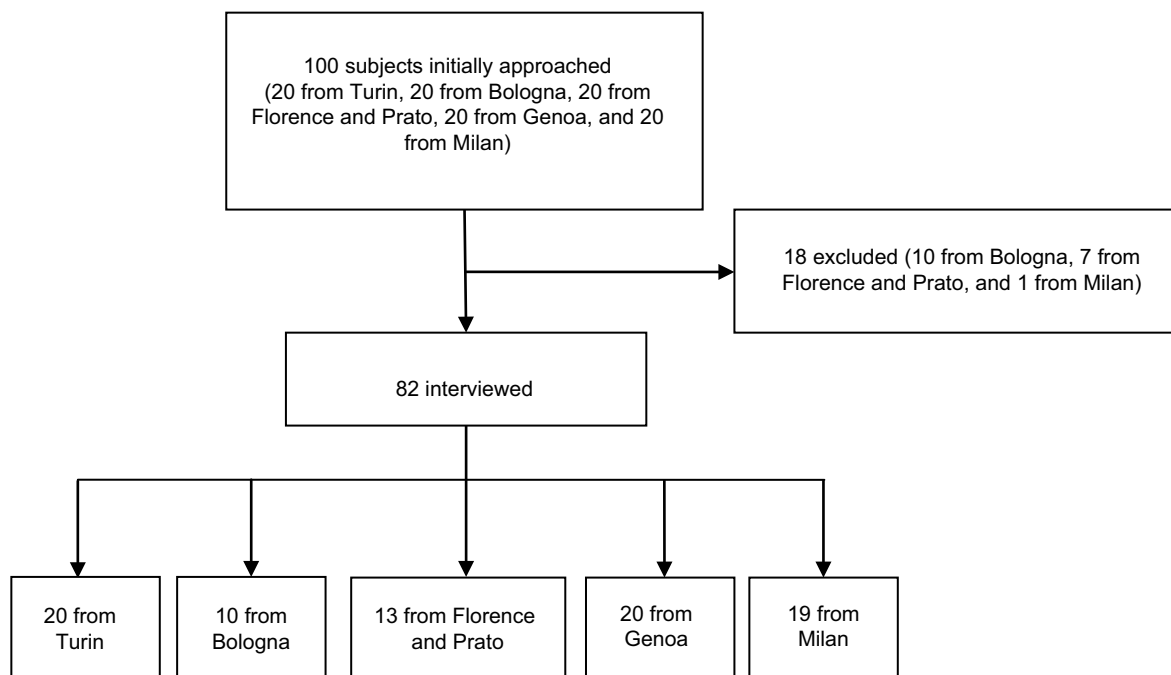 100 subjects initially approached
(20 from Turin, 20 from Bologna, 20 from
Florence and Prato, 20 from Genoa, and 20
from Milan)
18 excluded (10 from Bologna, 7 from
Florence and Prato, and 1 from Milan)
82 interviewed
20 from
Turin
10 from
Bologna
13 from Florence
and Prato
20 from
Genoa
19 from
Milan